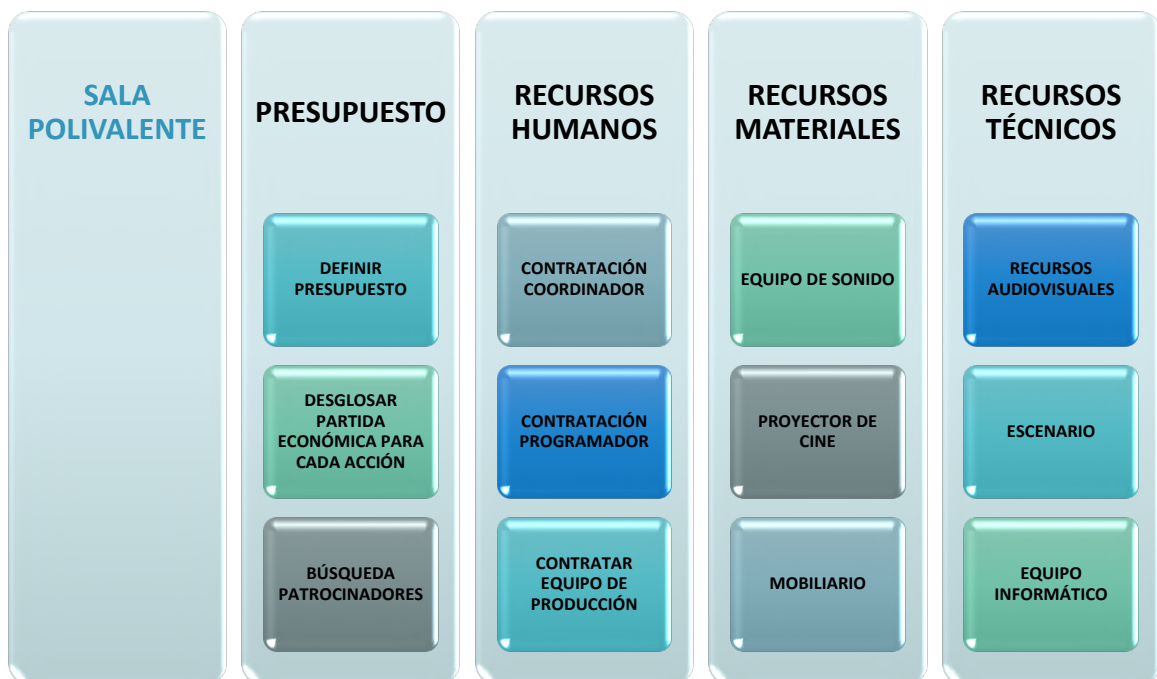 SALA
POLIVALENTE
PRESUPUESTO
DEFINIR
PRESUPUESTO
DESGLOSAR
PARTIDA
ECONÓMICA PARA
CADA ACCIÓN
BÚSQUEDA
PATROCINADORES
RECURSOS
HUMANOS
CONTRATACIÓN
COORDINADOR
CONTRATACIÓN
PROGRAMADOR
CONTRATAR
EQUIPO DE
PRODUCCIÓN
RECURSOS
MATERIALES
EQUIPO DE SONIDO
PROYECTOR DE
CINE
MOBILIARIO
RECURSOS
TÉCNICOS
RECURSOS
AUDIOVISUALES
ESCENARIO
EQUIPO
INFORMÁTICO